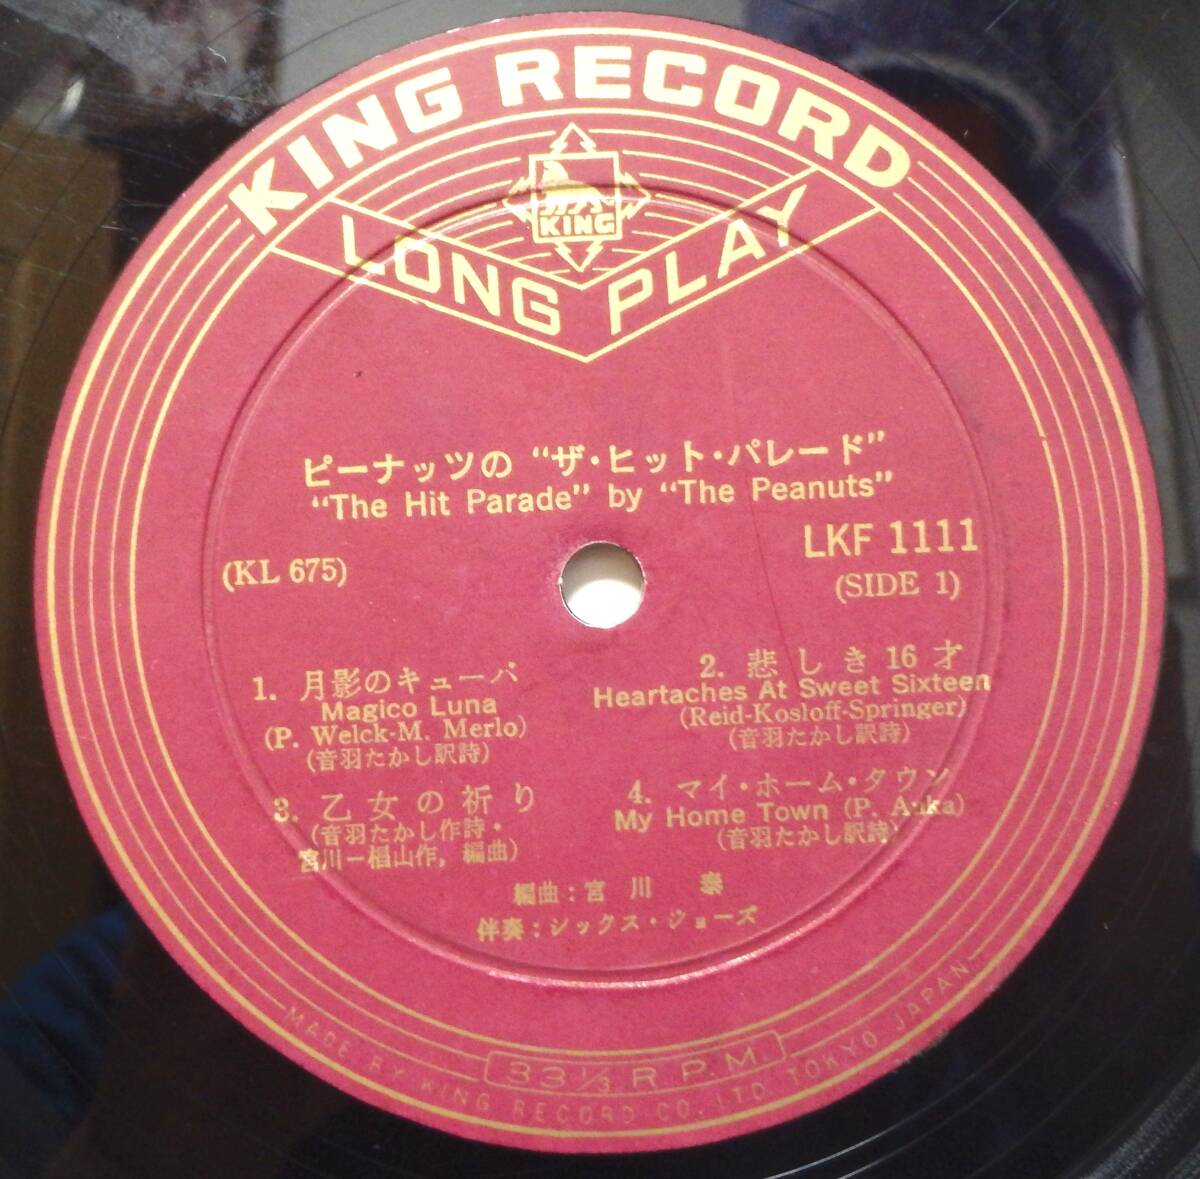 KING RECORD
KING
LONG PLAY
ピーナッツの “ザ・ヒット・パレード”
“The Hit Parade” by “The Peanuts”
LKF 1111
(KL 675)
(SIDE 1)
1. 月影のキューバ
Magico Luna
(P. Welck-M. Merlo)
(音羽たかし訳詩)
2. 悲しき16才
Heartaches At Sweet Sixteen
(Reid-Kosloff-Springer)
(音羽たかし訳詩)
3. 乙女の祈り
(音羽たかし作詩・
宮川－椙山作, 編曲)
4. マイ・ホーム・タウン
My Home Town (P. Anka)
(音羽たかし訳詩)
編曲：宮川 泰
伴奏：シックス・ジョーズ
33 1/3 R.P.M.
MADE BY KING RECORD CO., LTD. TOKYO JAPAN